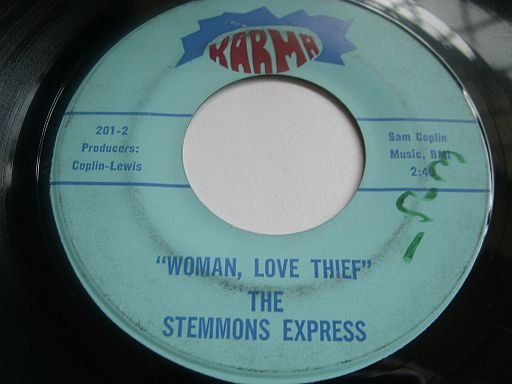 KARMA
201-2
Producers:
Coplin-Lewis
Sam Coplin
Music, BMI
"WOMAN, LOVE THIEF"
THE
STEMMONS EXPRESS